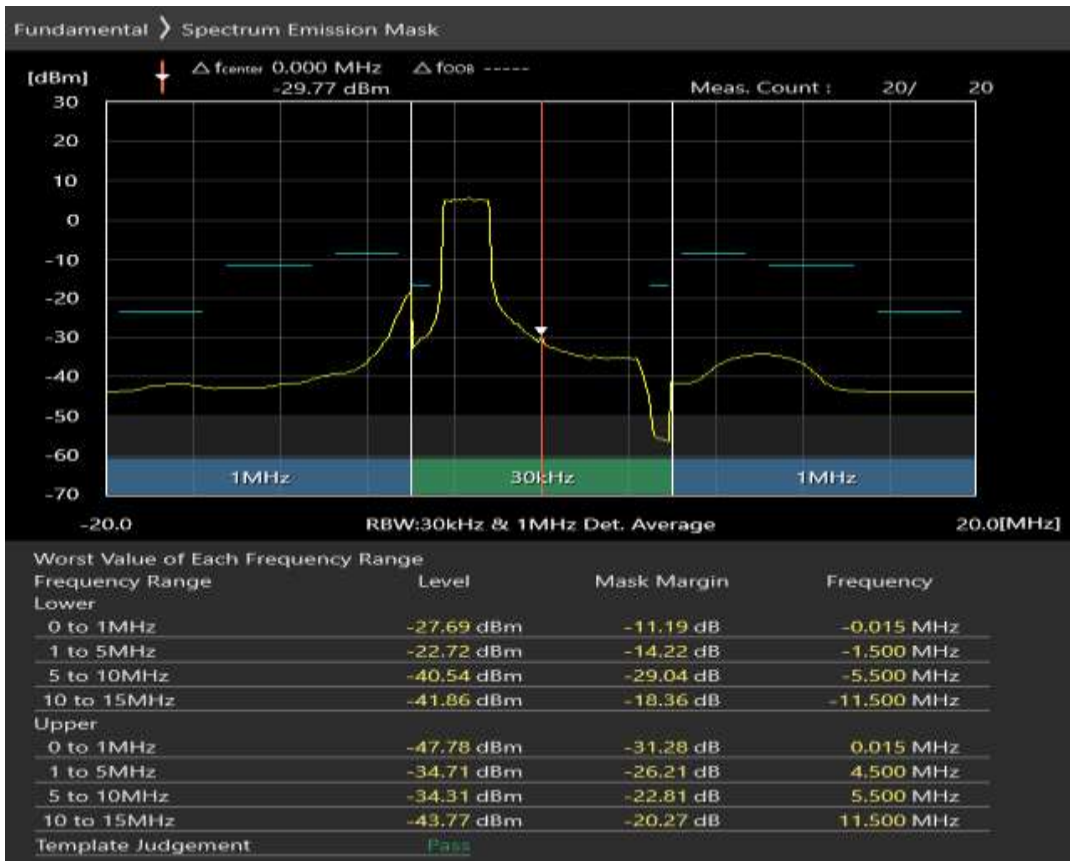 Fundamental ❯ Spectrum Emission Mask
[dBm] △ fcenter 0.000 MHz △ fOOB -----
-29.77 dBm Meas. Count : 20/ 20
30
20
10
0
-10
-20
-30
-40
-50
-60
-70
1MHz 30kHz 1MHz
-20.0 RBW:30kHz & 1MHz Det. Average 20.0[MHz]
Worst Value of Each Frequency Range
Frequency Range Level Mask Margin Frequency
Lower
0 to 1MHz -27.69 dBm -11.19 dB -0.015 MHz
1 to 5MHz -22.72 dBm -14.22 dB -1.500 MHz
5 to 10MHz -40.54 dBm -29.04 dB -5.500 MHz
10 to 15MHz -41.86 dBm -18.36 dB -11.500 MHz
Upper
0 to 1MHz -47.78 dBm -31.28 dB 0.015 MHz
1 to 5MHz -34.71 dBm -26.21 dB 4.500 MHz
5 to 10MHz -34.31 dBm -22.81 dB 5.500 MHz
10 to 15MHz -43.77 dBm -20.27 dB 11.500 MHz
Template Judgement Pass